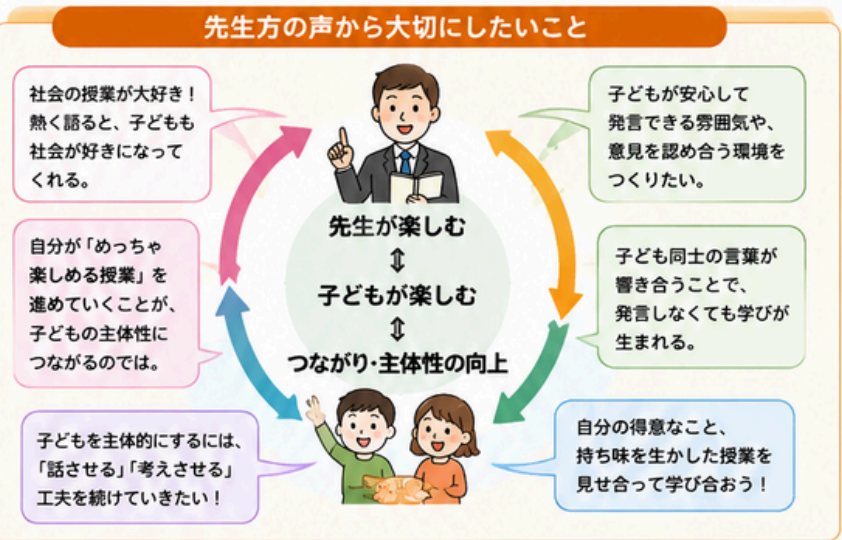 先生方の声から大切にしたいこと
社会の授業が大好き！
熱く語ると、子どもも
社会が好きになって
くれる。
自分が「めっちゃ
楽しめる授業」を
進めていくことが、
子どもの主体性に
つながるのでは。
子どもを主体的にするには、
「話させる」「考えさせる」
工夫を続けていきたい！
先生が楽しむ
⇕
子どもが楽しむ
⇕
つながり･主体性の向上
子どもが安心して
発言できる雰囲気や、
意見を認め合う環境を
つくりたい。
子ども同士の言葉が
響き合うことで、
発言しなくても学びが
生まれる。
自分の得意なこと、
持ち味を生かした授業を
見せ合って学び合おう！